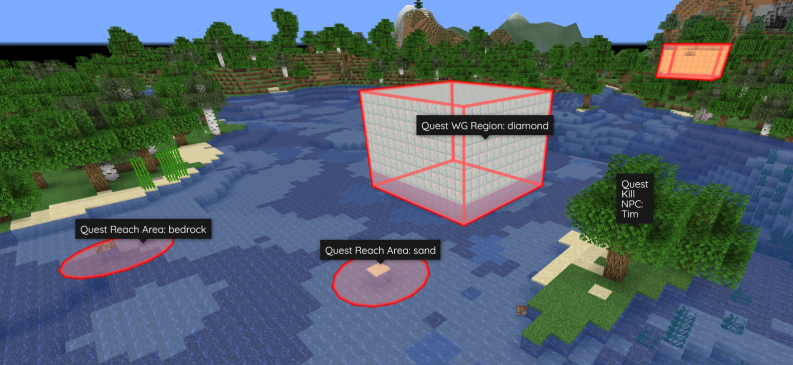 Quest WG Region: diamond
Quest
Kill
NPC:
Tim
Quest Reach Area: bedrock
Quest Reach Area: sand